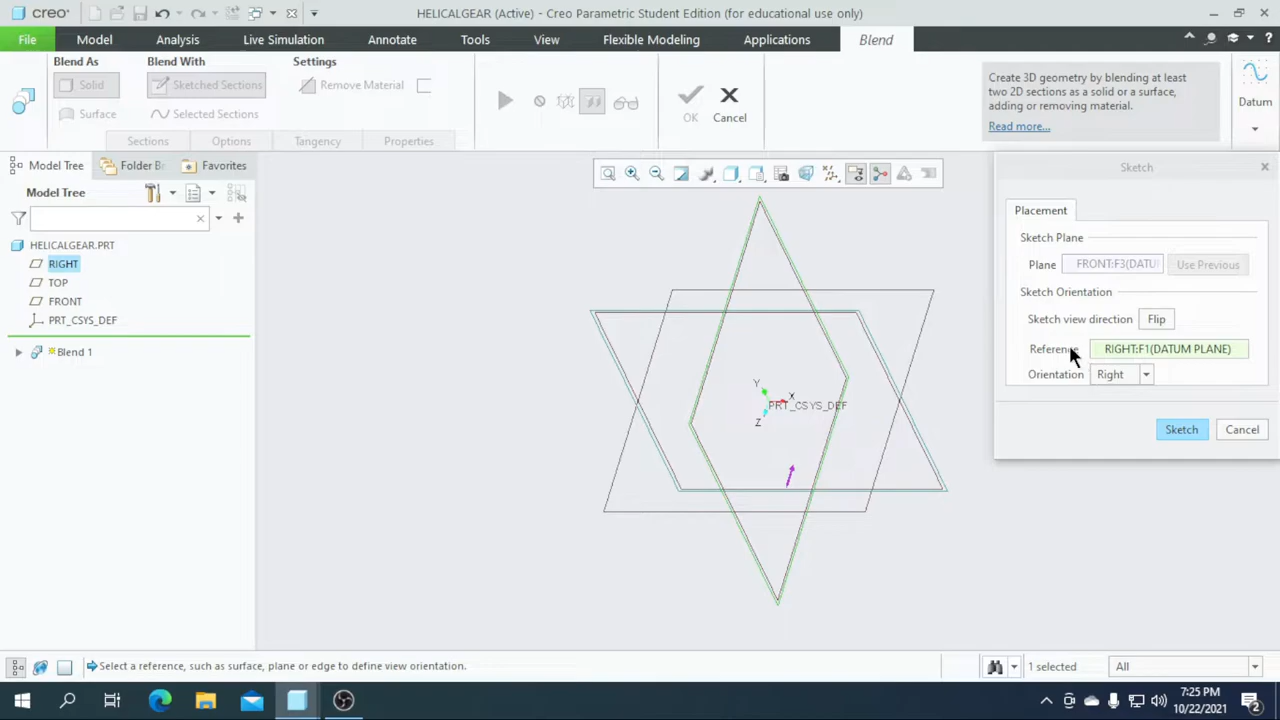 creo
HELICALGEAR (Active) - Creo Parametric Student Edition (for educational use only)
File
Model
Analysis
Live Simulation
Annotate
Tools
View
Flexible Modeling
Applications
Blend
Blend As
Blend With
Settings
Solid
Sketched Sections
Remove Material
Surface
Selected Sections
OK
Cancel
Create 3D geometry by blending at least
two 2D sections as a solid or a surface,
adding or removing material.
Read more...
Datum
Sections
Options
Tangency
Properties
Model Tree
Folder B
Favorites
Model Tree
HELICALGEAR.PRT
RIGHT
TOP
FRONT
PRT_CSYS_DEF
Blend 1
Y
X
PRT_CSYS_DEF
Z
Sketch
Placement
Sketch Plane
Plane
FRONT:F3(DATU
Use Previous
Sketch Orientation
Sketch view direction
Flip
Reference
RIGHT:F1(DATUM PLANE)
Orientation
Right
Sketch
Cancel
Select a reference, such as surface, plane or edge to define view orientation.
1 selected
All
7:25 PM
10/22/2021
2